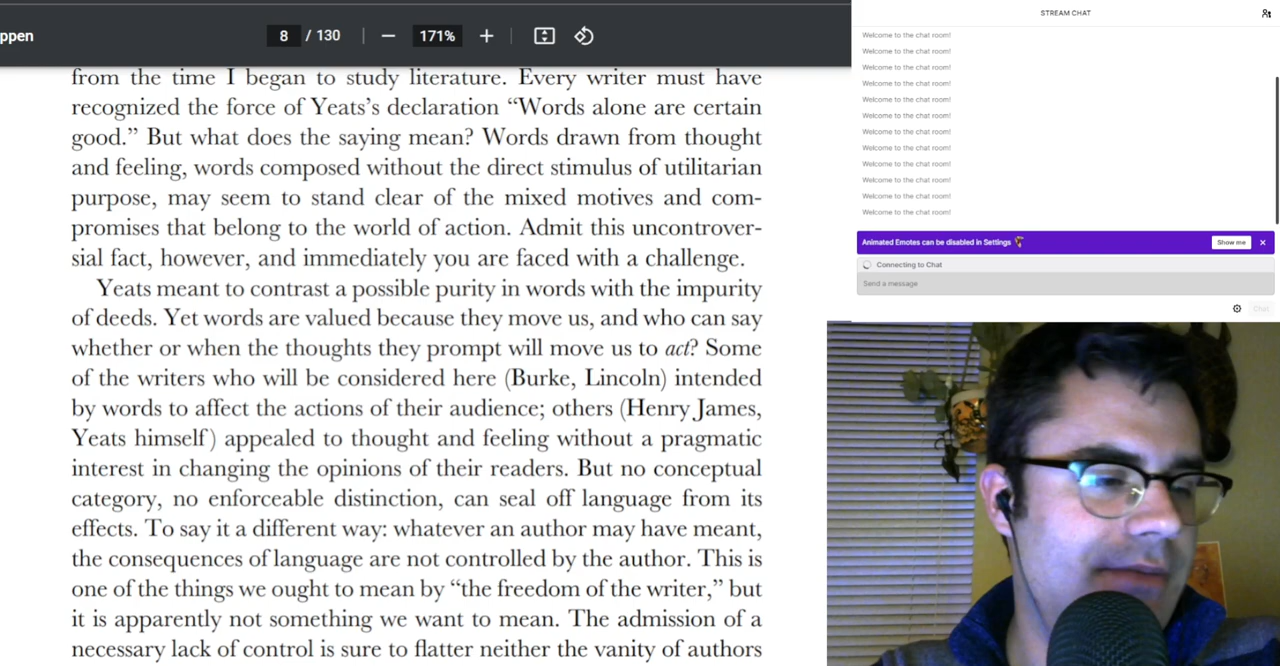 ppen
8 / 130
171%
from the time I began to study literature. Every writer must have
recognized the force of Yeats’s declaration “Words alone are certain
good.” But what does the saying mean? Words drawn from thought
and feeling, words composed without the direct stimulus of utilitarian
purpose, may seem to stand clear of the mixed motives and com-
promises that belong to the world of action. Admit this uncontrover-
sial fact, however, and immediately you are faced with a challenge.
Yeats meant to contrast a possible purity in words with the impurity
of deeds. Yet words are valued because they move us, and who can say
whether or when the thoughts they prompt will move us to act? Some
of the writers who will be considered here (Burke, Lincoln) intended
by words to affect the actions of their audience; others (Henry James,
Yeats himself) appealed to thought and feeling without a pragmatic
interest in changing the opinions of their readers. But no conceptual
category, no enforceable distinction, can seal off language from its
effects. To say it a different way: whatever an author may have meant,
the consequences of language are not controlled by the author. This is
one of the things we ought to mean by “the freedom of the writer,” but
it is apparently not something we want to mean. The admission of a
necessary lack of control is sure to flatter neither the vanity of authors
STREAM CHAT
Welcome to the chat room!
Welcome to the chat room!
Welcome to the chat room!
Welcome to the chat room!
Welcome to the chat room!
Welcome to the chat room!
Welcome to the chat room!
Welcome to the chat room!
Welcome to the chat room!
Welcome to the chat room!
Welcome to the chat room!
Welcome to the chat room!
Animated Emotes can be disabled in Settings
Show me
Connecting to Chat
Send a message
Chat